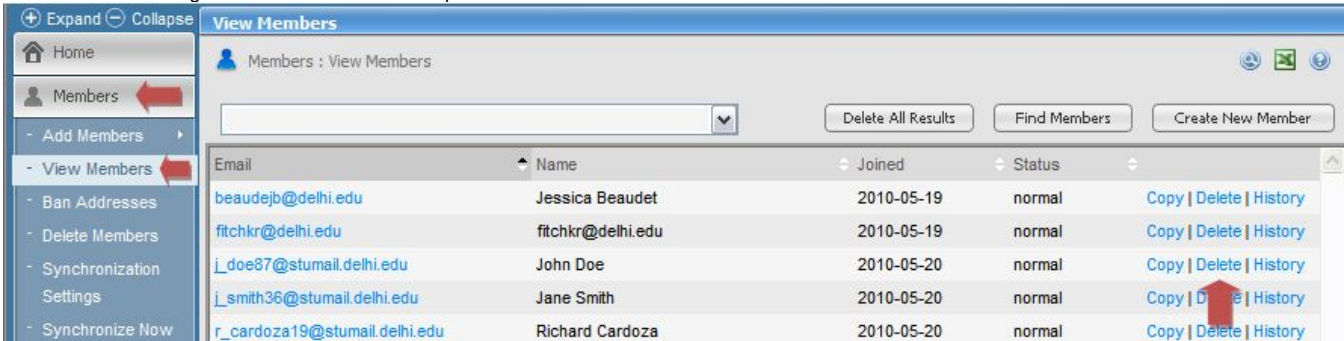 Expand Collapse
View Members
Home
Members : View Members
Members
Delete All Results Find Members Create New Member
- Add Members
- View Members
- Ban Addresses
- Delete Members
- Synchronization
Settings
- Synchronize Now
Email Name Joined Status
beaudejb@delhi.edu Jessica Beaudet 2010-05-19 normal Copy | Delete | History
fitchkr@delhi.edu fitchkr@delhi.edu 2010-05-19 normal Copy | Delete | History
j_doe87@stumail.delhi.edu John Doe 2010-05-20 normal Copy | Delete | History
j_smith36@stumail.delhi.edu Jane Smith 2010-05-20 normal Copy | | History
r_cardoza19@stumail.delhi.edu Richard Cardoza 2010-05-20 normal Copy | Delete | History